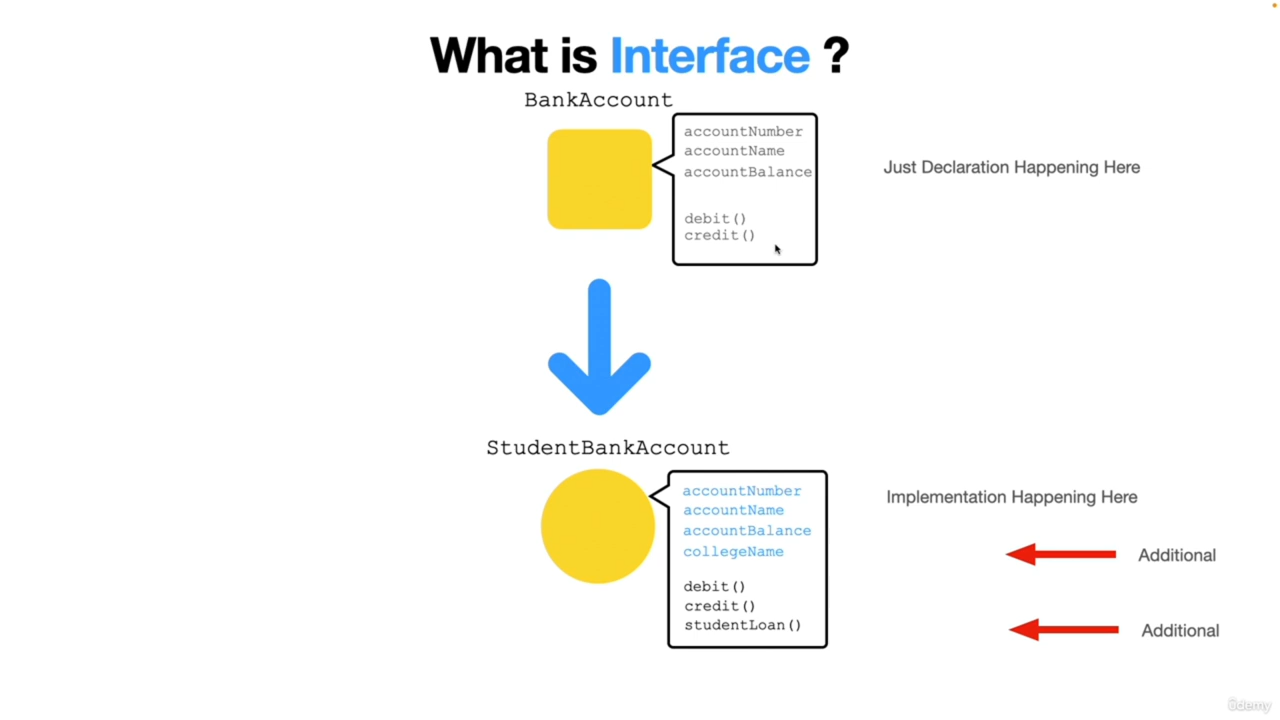 What is Interface ?
BankAccount
accountNumber
accountName
accountBalance
debit()
credit()
Just Declaration Happening Here
StudentBankAccount
accountNumber
accountName
accountBalance
collegeName
debit()
credit()
studentLoan()
Implementation Happening Here
Additional
Additional
ûdemy